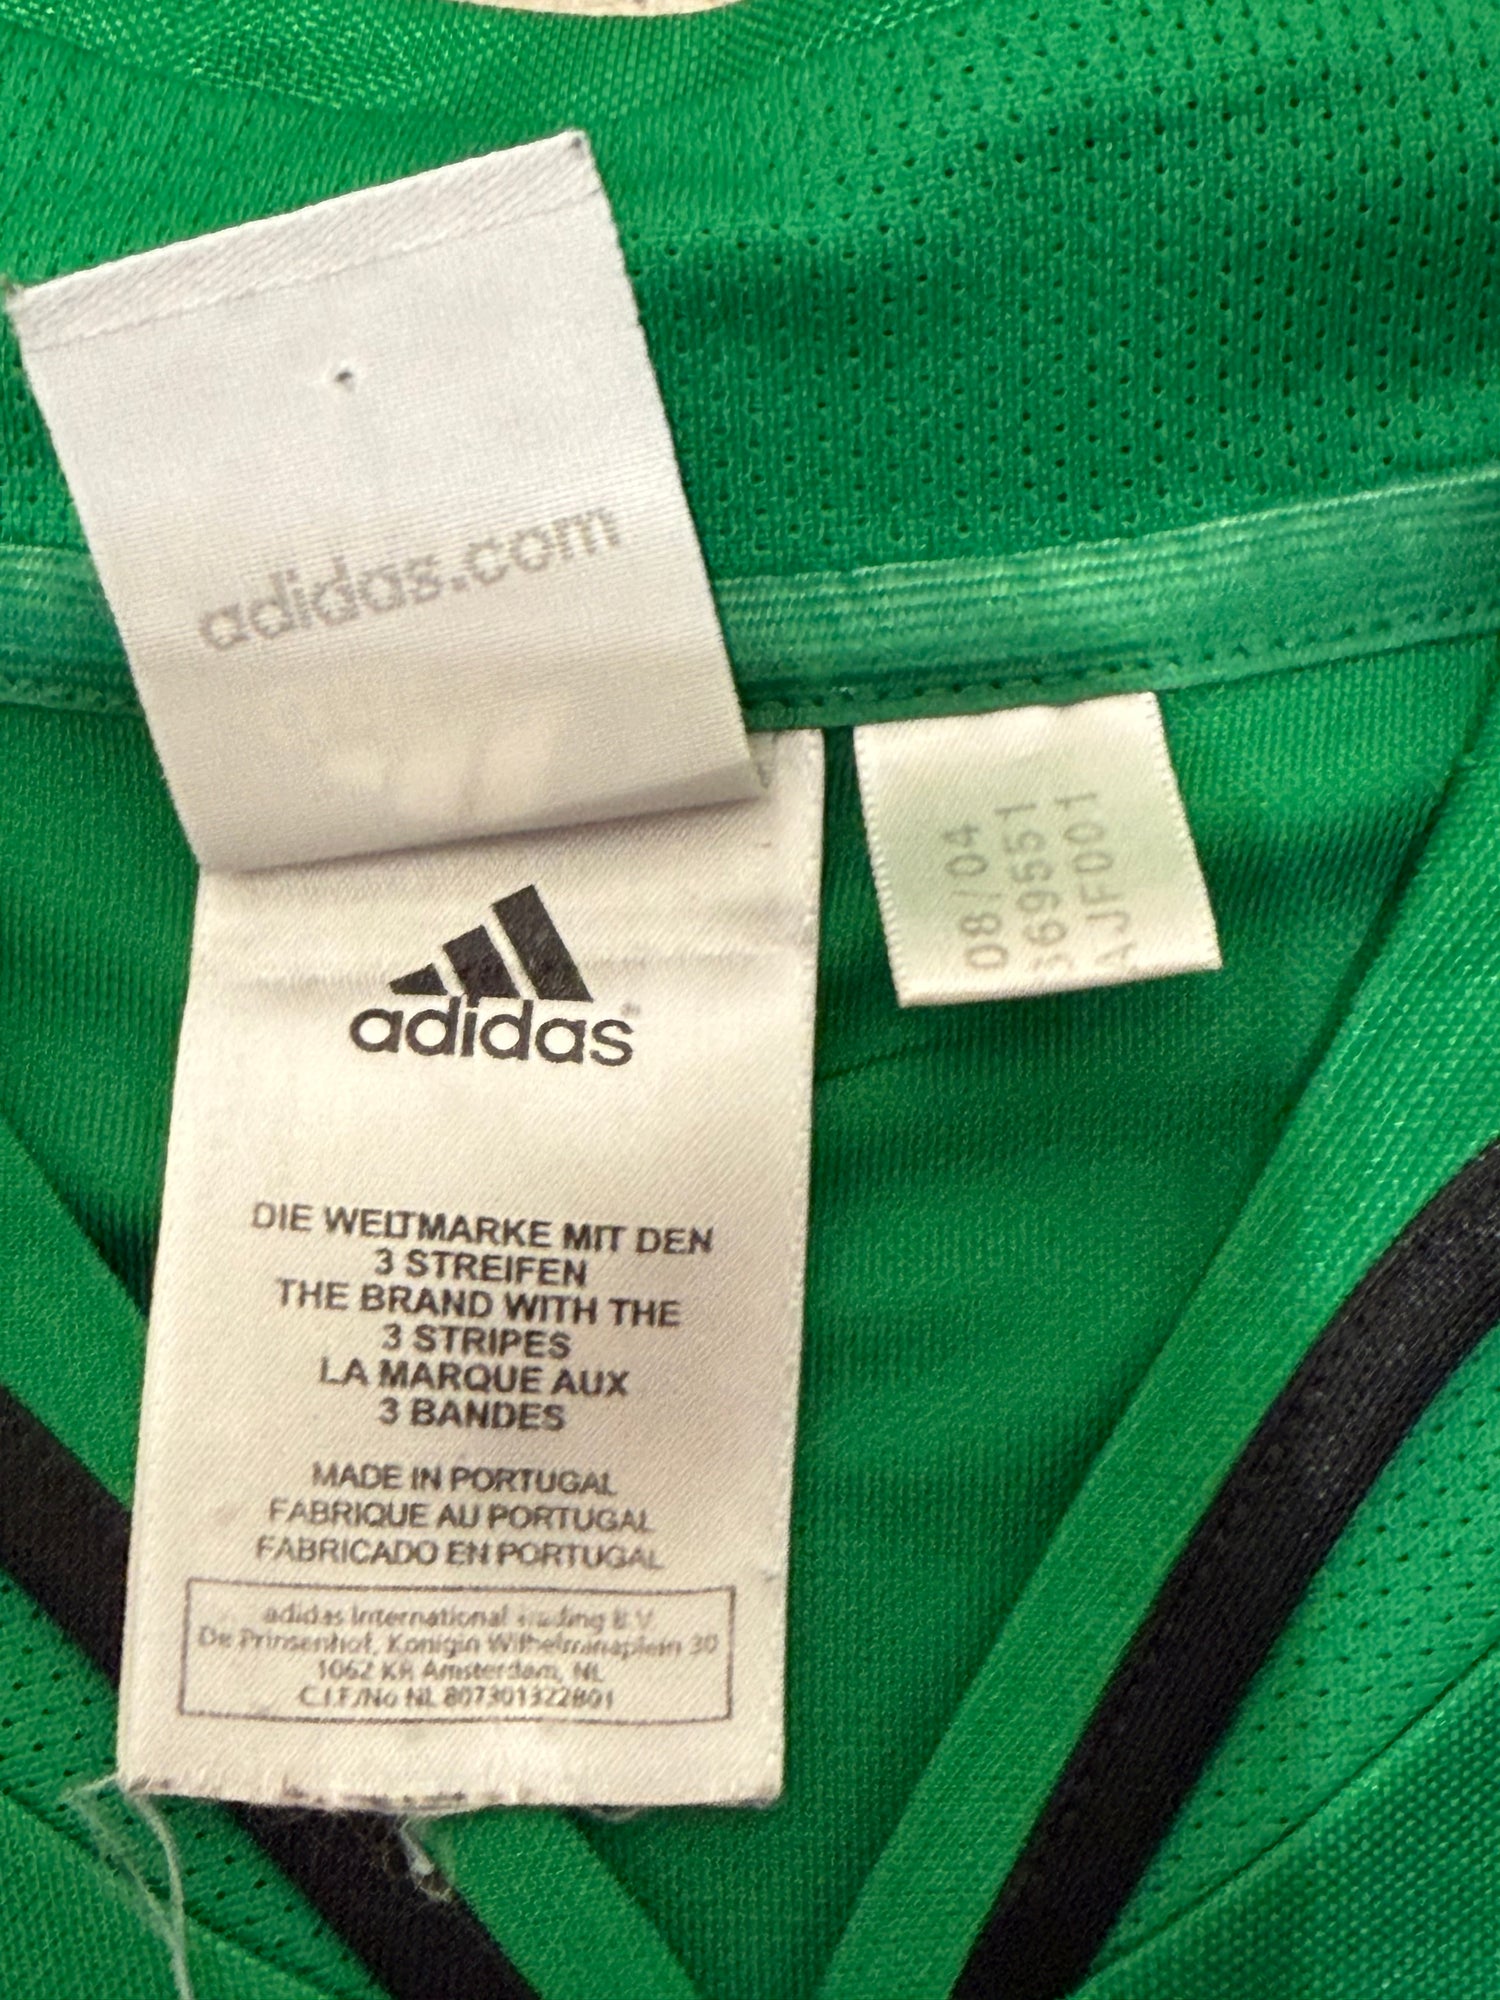 adidas.com
08/04
369551
AJF001
adidas
DIE WELTMARKE MIT DEN
3 STREIFEN
THE BRAND WITH THE
3 STRIPES
LA MARQUE AUX
3 BANDES
MADE IN PORTUGAL
FABRIQUE AU PORTUGAL
FABRICADO EN PORTUGAL
adidas International trading B.V
De Prinsenhof, Konigin Wilhelminaplein 30
1062 KR Amsterdam, NL
C.I.F./No NL 807301322B01